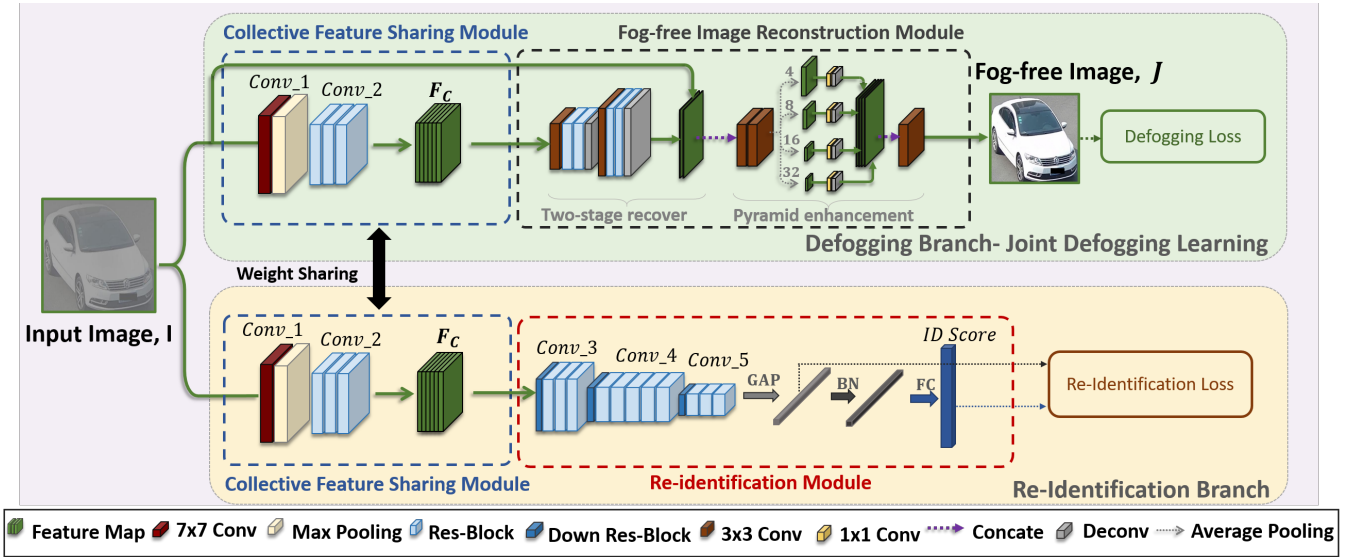 Collective Feature Sharing Module
Fog-free Image Reconstruction Module
Conv_1
Conv_2
F_C
4
8
16
32
Two-stage recover
Pyramid enhancement
Fog-free Image, J
Defogging Loss
Defogging Branch- Joint Defogging Learning
Weight Sharing
Input Image, I
Conv_1
Conv_2
F_C
Conv_3
Conv_4
Conv_5
GAP
BN
FC
ID Score
Re-Identification Loss
Collective Feature Sharing Module
Re-identification Module
Re-Identification Branch
Feature Map 7x7 Conv Max Pooling Res-Block Down Res-Block 3x3 Conv 1x1 Conv Concate Deconv Average Pooling